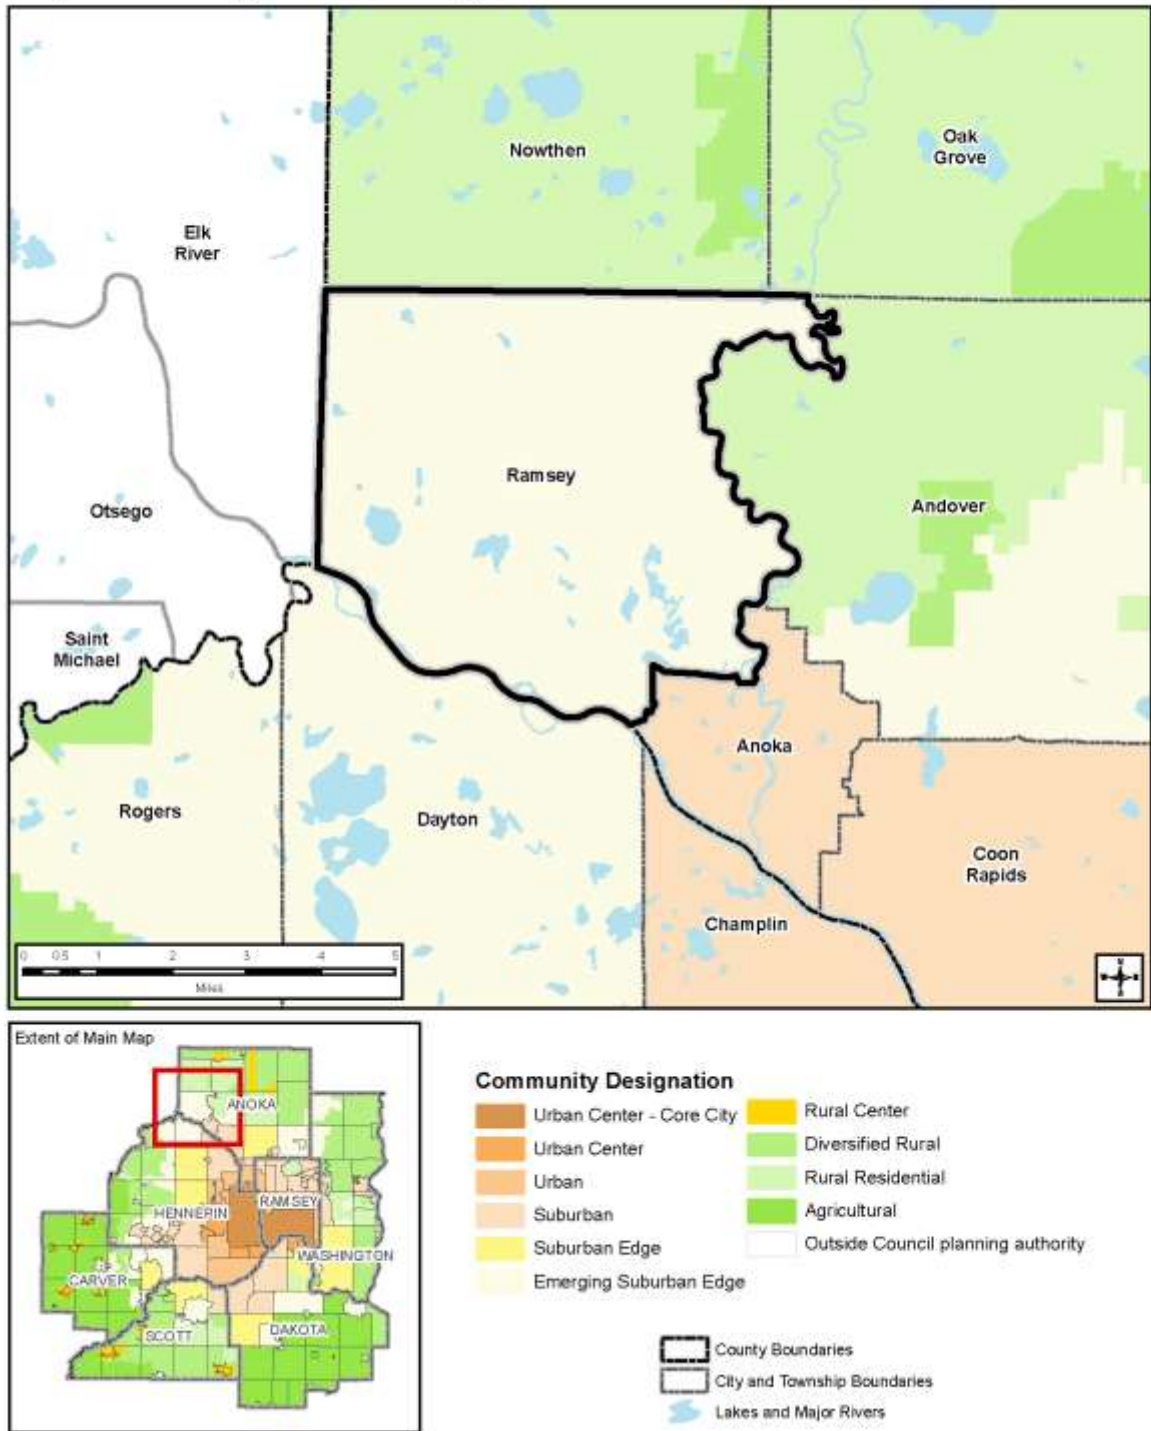 Nowthen
Oak
Grove
Elk
River
Ramsey
Otsego
Andover
Saint
Michael
Anoka
Rogers
Dayton
Coon
Rapids
Champlin
0 0.5 1 2 3 4 5
Miles
N
S
Extent of Main Map
ANOKA
HENNEPIN
RAMSEY
WASHINGTON
CARVER
SCOTT
DAKOTA
Community Designation
Urban Center - Core City
Urban Center
Urban
Suburban
Suburban Edge
Emerging Suburban Edge
Rural Center
Diversified Rural
Rural Residential
Agricultural
Outside Council planning authority
County Boundaries
City and Township Boundaries
Lakes and Major Rivers